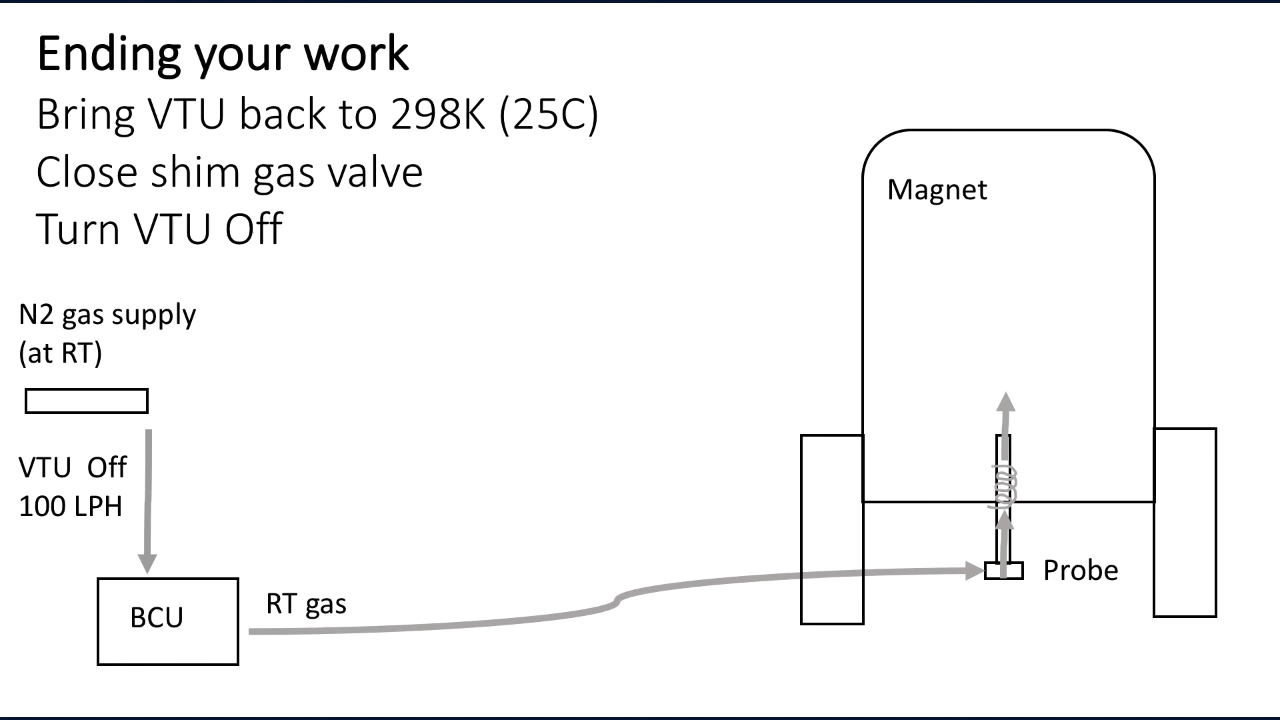 Ending your work
Bring VTU back to 298K (25C)
Close shim gas valve
Turn VTU Off
Magnet
N2 gas supply
(at RT)
VTU Off
100 LPH
BCU
RT gas
Probe